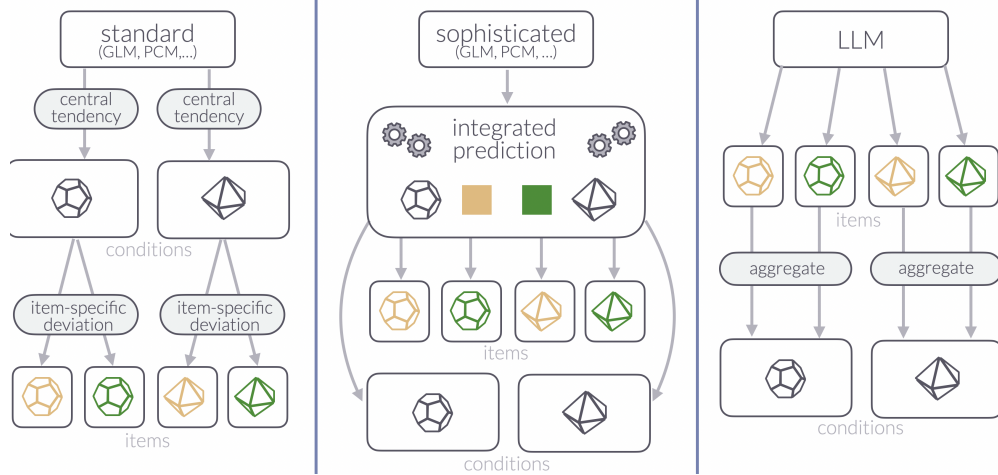 standard
(GLM, PCM,...)
central
tendency
central
tendency
conditions
item-specific
deviation
item-specific
deviation
items
sophisticated
(GLM, PCM, ...)
integrated
prediction
items
conditions
LLM
items
aggregate
aggregate
conditions